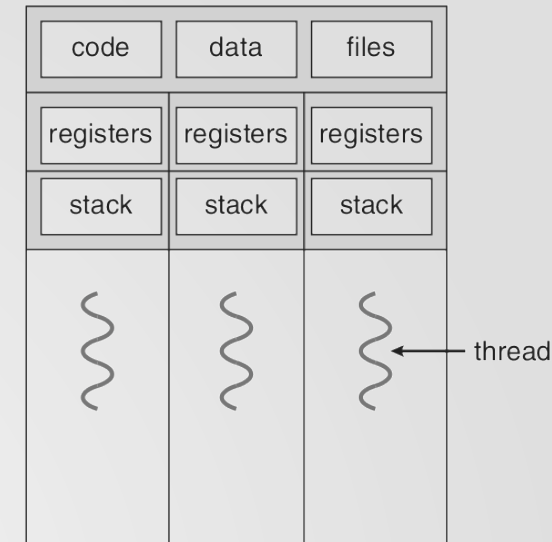 code data files
registers registers registers
stack stack stack
thread